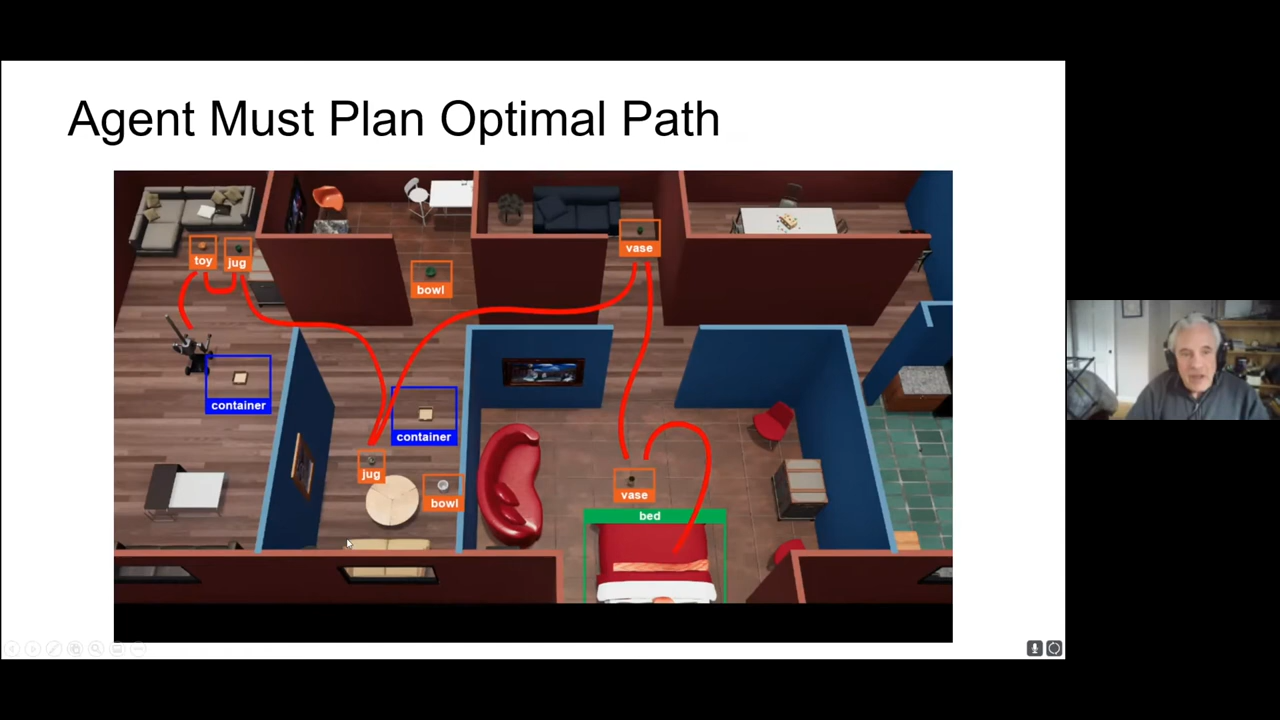 Agent Must Plan Optimal Path
vase
toy
jug
bowl
container
container
jug
bowl
vase
bed